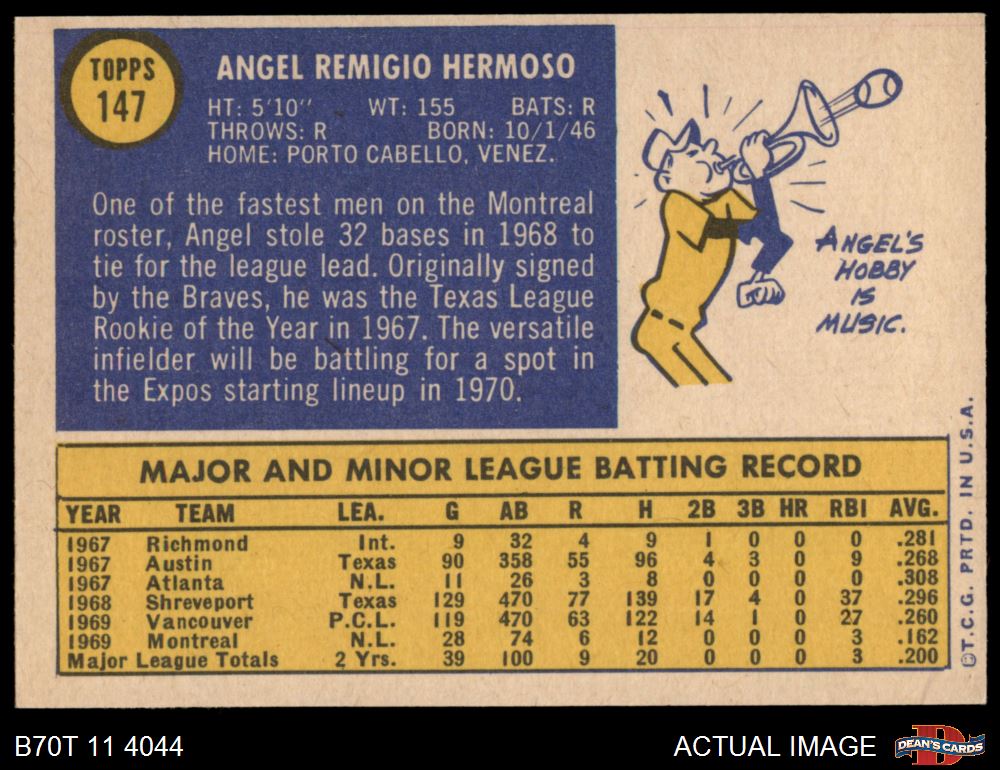 TOPPS
147
ANGEL REMIGIO HERMOSO
HT: 5'10" WT: 155 BATS: R
THROWS: R BORN: 10/1/46
HOME: PORTO CABELLO, VENEZ.
One of the fastest men on the Montreal
roster, Angel stole 32 bases in 1968 to
tie for the league lead. Originally signed
by the Braves, he was the Texas League
Rookie of the Year in 1967. The versatile
infielder will be battling for a spot in
the Expos starting lineup in 1970.
ANGEL'S
HOBBY
IS
MUSIC.
MAJOR AND MINOR LEAGUE BATTING RECORD
YEAR TEAM LEA. G AB R H 2B 3B HR RBI AVG.
1967 Richmond Int. 9 32 4 9 1 0 0 0 .281
1967 Austin Texas 90 358 55 96 4 3 0 9 .268
1967 Atlanta N.L. 11 26 3 8 0 0 0 0 .308
1968 Shreveport Texas 129 470 77 139 17 4 0 37 .296
1969 Vancouver P.C.L. 119 470 63 122 14 1 0 27 .260
1969 Montreal N.L. 28 74 6 12 0 0 0 3 .162
Major League Totals 2 Yrs. 39 100 9 20 0 0 0 3 .200
©T.C.G. PRTD. IN U.S.A.
B70T 11 4044
ACTUAL IMAGE
DEAN'S CARDS